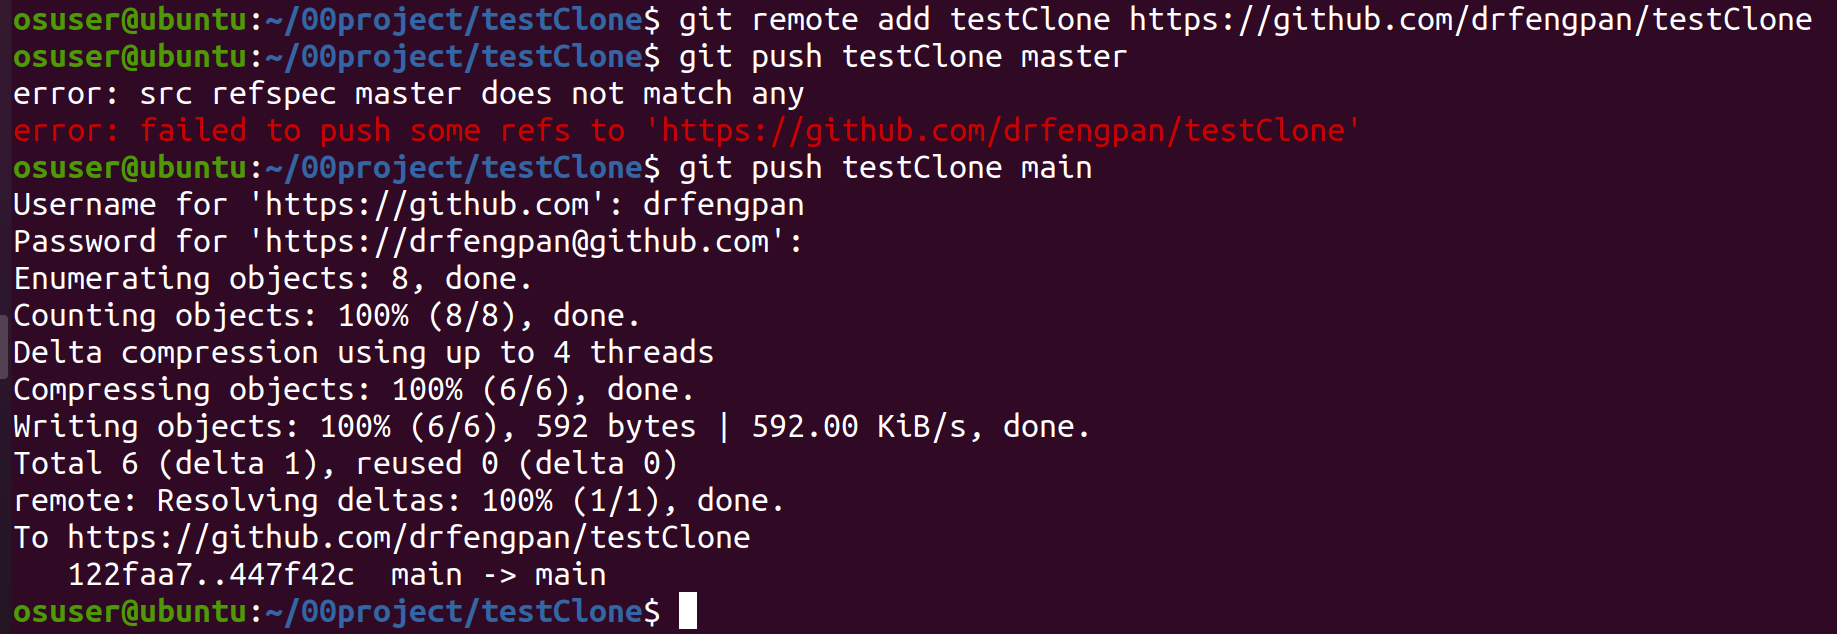 osuser@ubuntu:~/00project/testClone$ git remote add testClone https://github.com/drfengpan/testClone
osuser@ubuntu:~/00project/testClone$ git push testClone master
error: src refspec master does not match any
error: failed to push some refs to 'https://github.com/drfengpan/testClone'
osuser@ubuntu:~/00project/testClone$ git push testClone main
Username for 'https://github.com': drfengpan
Password for 'https://drfengpan@github.com':
Enumerating objects: 8, done.
Counting objects: 100% (8/8), done.
Delta compression using up to 4 threads
Compressing objects: 100% (6/6), done.
Writing objects: 100% (6/6), 592 bytes | 592.00 KiB/s, done.
Total 6 (delta 1), reused 0 (delta 0)
remote: Resolving deltas: 100% (1/1), done.
To https://github.com/drfengpan/testClone
   122faa7..447f42c  main -> main
osuser@ubuntu:~/00project/testClone$